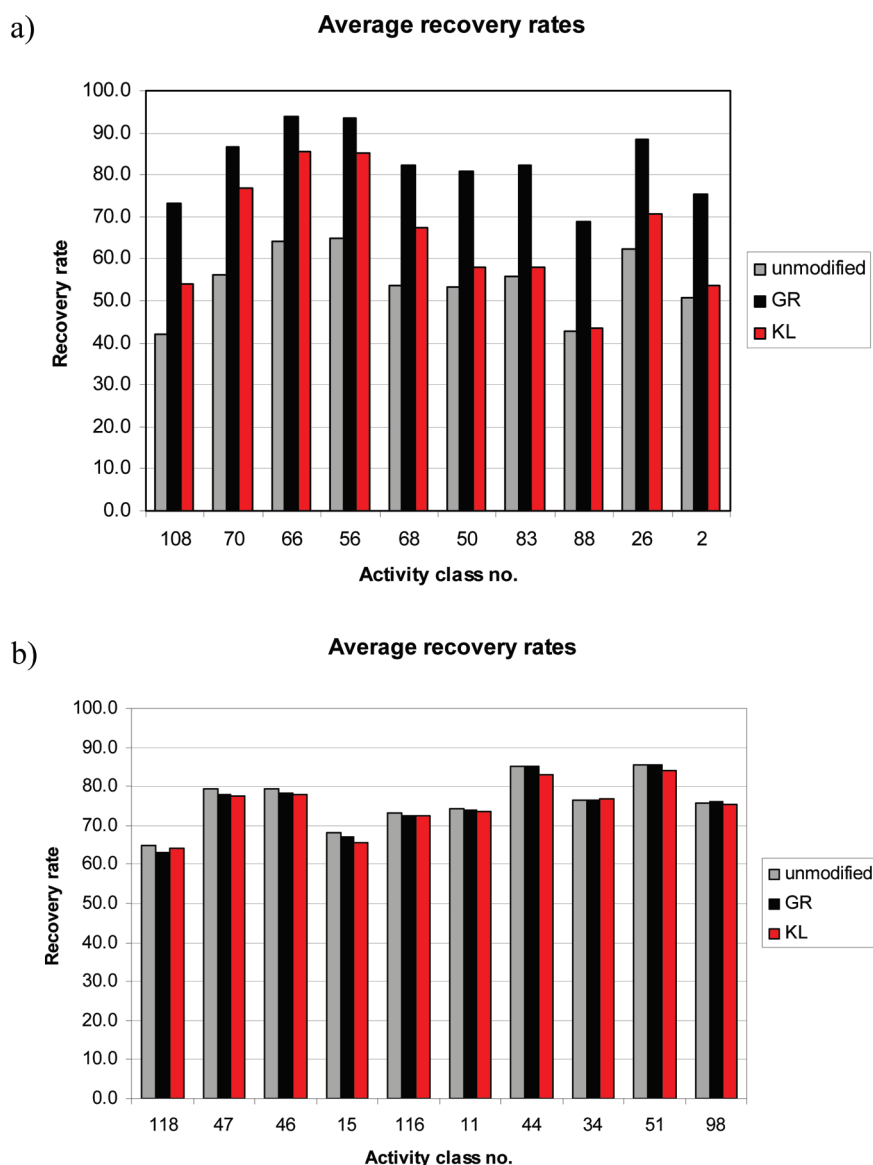 a)
Average recovery rates
100.0
90.0
80.0
70.0
60.0
50.0
40.0
30.0
20.0
10.0
0.0
Recovery rate
108 70 66 56 68 50 83 88 26 2
Activity class no.
unmodified
GR
KL
b)
Average recovery rates
100.0
90.0
80.0
70.0
60.0
50.0
40.0
30.0
20.0
10.0
0.0
Recovery rate
118 47 46 15 116 11 44 34 51 98
Activity class no.
unmodified
GR
KL